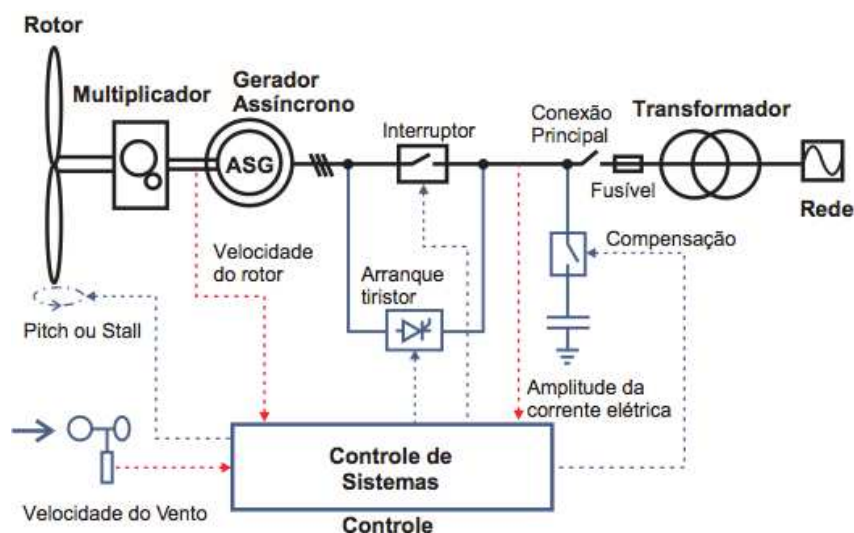 Rotor
Multiplicador
Gerador
Assíncrono
ASG
Interruptor
Conexão
Principal
Transformador
Fusível
Rede
Velocidade
do rotor
Arranque
tiristor
Compensação
Pitch ou Stall
Amplitude da
corrente elétrica
Controle de
Sistemas
Velocidade do Vento
Controle